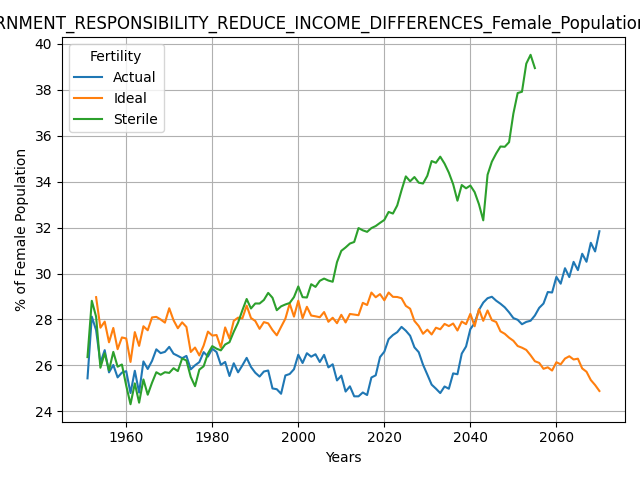 RNMENT_RESPONSIBILITY_REDUCE_INCOME_DIFFERENCES_Female_Population
Fertility
Actual
Ideal
Sterile
% of Female Population
40
38
36
34
32
30
28
26
24
1960 1980 2000 2020 2040 2060
Years